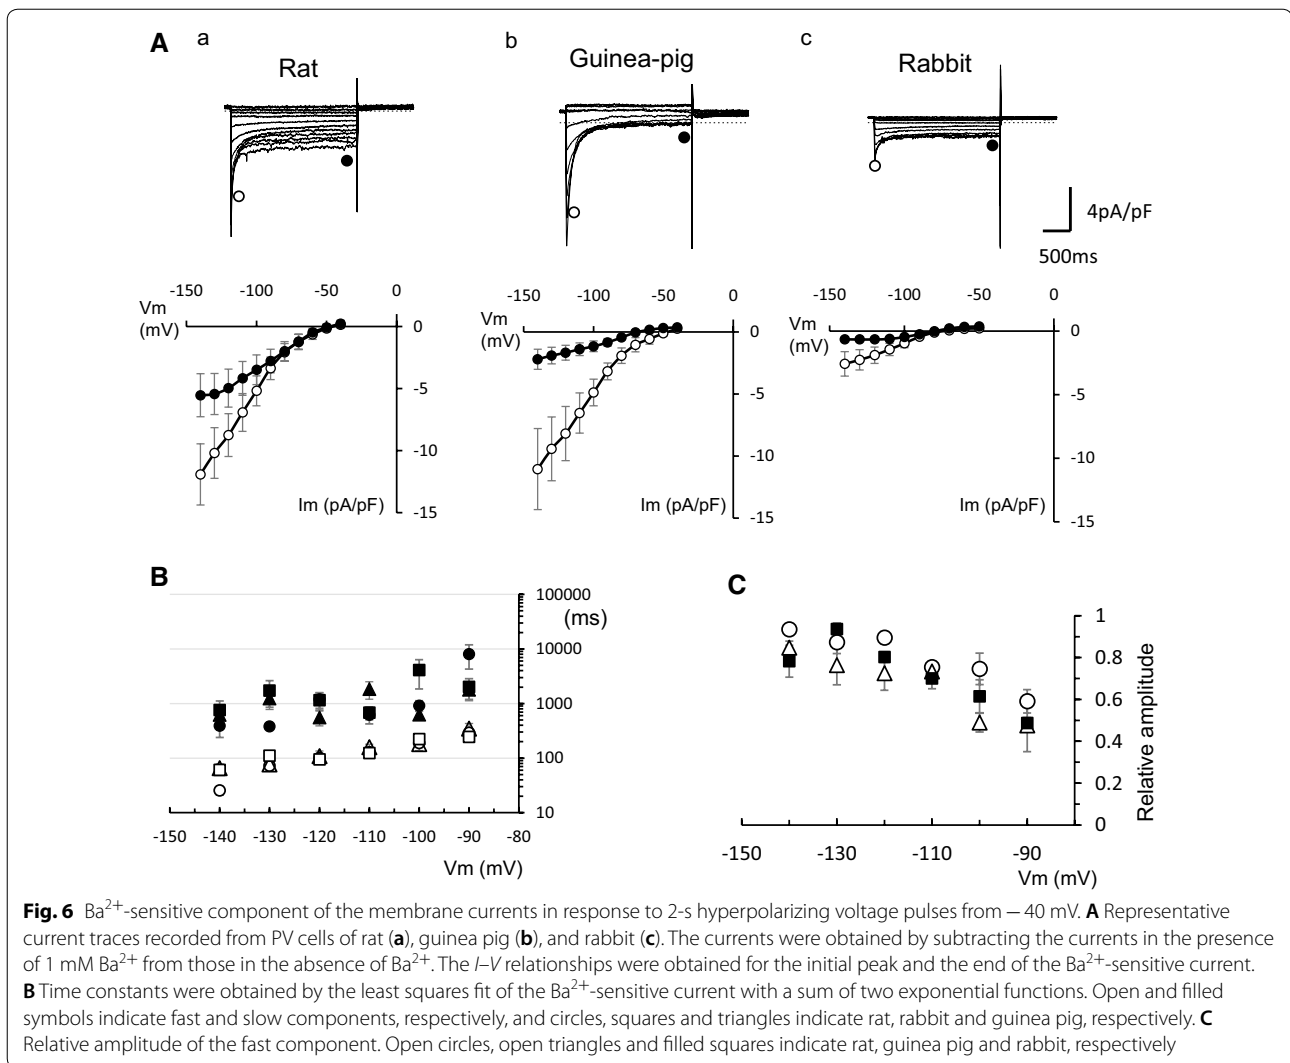 A
a
b
c
Rat
Guinea-pig
Rabbit
4pA/pF
500ms
-150 -100 -50 0
Vm
(mV)
0
-5
-10
-15
Im (pA/pF)
-150 -100 -50 0
Vm
(mV)
0
-5
-10
-15
Im (pA/pF)
-150 -100 -50 0
Vm
(mV)
0
-5
-10
-15
Im (pA/pF)
B
100000
(ms)
10000
1000
100
10
-150 -140 -130 -120 -110 -100 -90 -80
Vm (mV)
C
1
0.8
0.6
0.4
0.2
0
Relative amplitude
-150 -130 -110 -90
Vm (mV)
Fig. 6 Ba²⁺-sensitive component of the membrane currents in response to 2-s hyperpolarizing voltage pulses from − 40 mV. A Representative
current traces recorded from PV cells of rat (a), guinea pig (b), and rabbit (c). The currents were obtained by subtracting the currents in the presence
of 1 mM Ba²⁺ from those in the absence of Ba²⁺. The I–V relationships were obtained for the initial peak and the end of the Ba²⁺-sensitive current.
B Time constants were obtained by the least squares fit of the Ba²⁺-sensitive current with a sum of two exponential functions. Open and filled
symbols indicate fast and slow components, respectively, and circles, squares and triangles indicate rat, rabbit and guinea pig, respectively. C
Relative amplitude of the fast component. Open circles, open triangles and filled squares indicate rat, guinea pig and rabbit, respectively